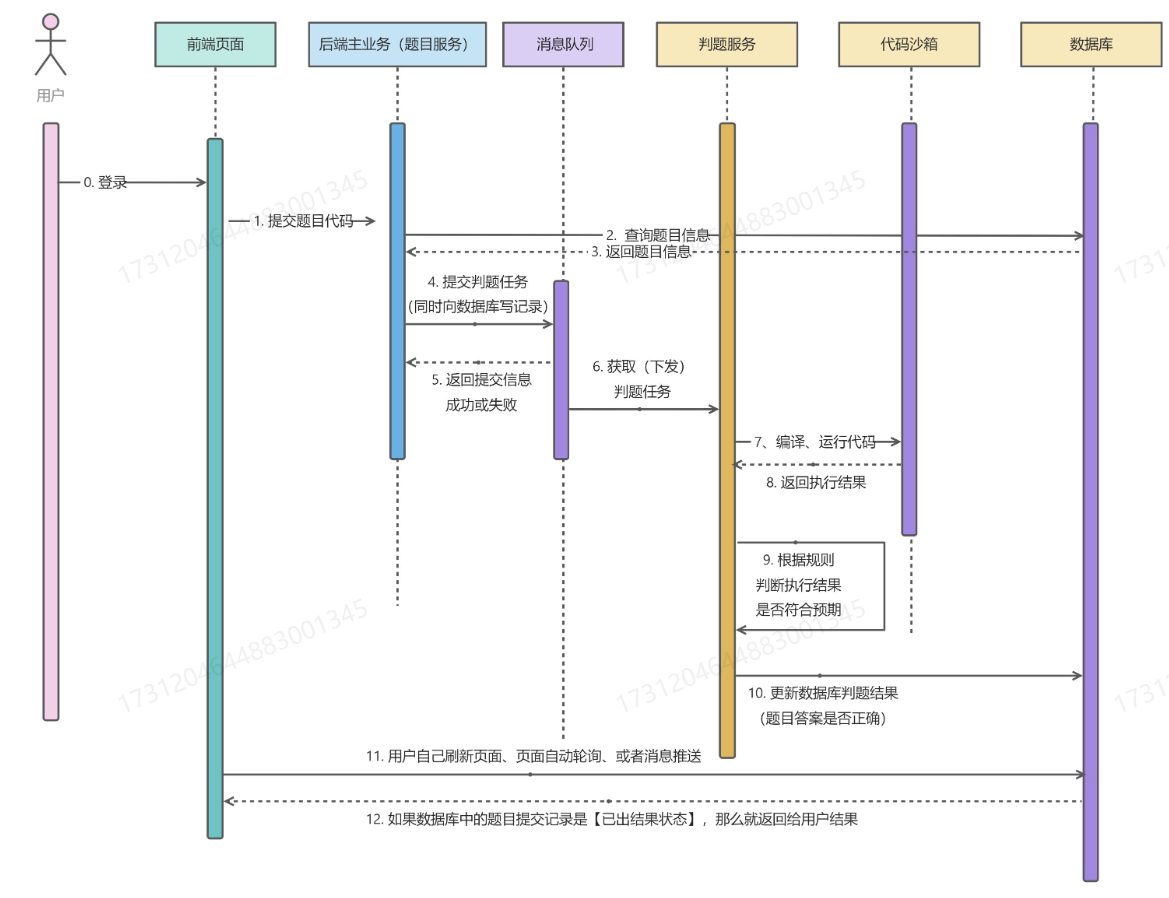 前端页面
后端主业务（题目服务）
消息队列
判题服务
代码沙箱
数据库
用户
0. 登录
1. 提交题目代码
2. 查询题目信息
3. 返回题目信息
4. 提交判题任务
（同时向数据库写记录）
5. 返回提交信息
成功或失败
6. 获取（下发）
判题任务
7、编译、运行代码
8. 返回执行结果
9. 根据规则
判断执行结果
是否符合预期
10. 更新数据库判题结果
（题目答案是否正确）
11. 用户自己刷新页面、页面自动轮询、或者消息推送
12. 如果数据库中的题目提交记录是【已出结果状态】，那么就返回给用户结果
1731204644883001345
1731204644883001345
1731
1731204644883001345
1731204644883001345
1731